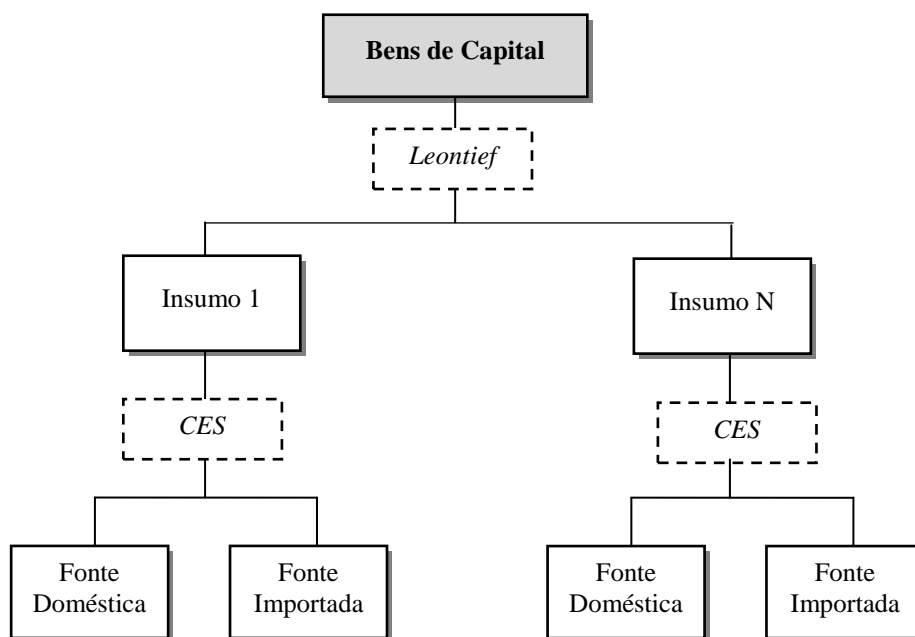 Bens de Capital
Leontief
Insumo 1
Insumo N
CES
CES
Fonte
Doméstica
Fonte
Importada
Fonte
Doméstica
Fonte
Importada